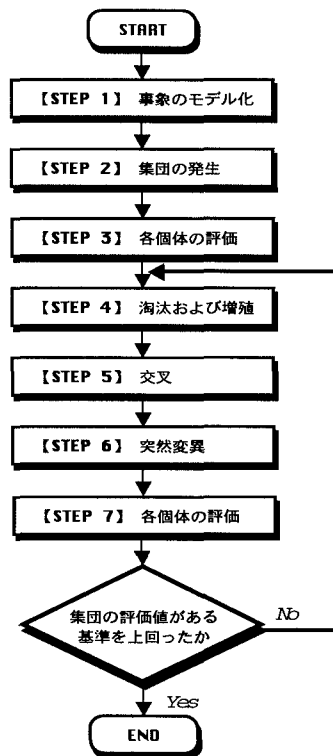 START
【STEP 1】 事象のモデル化
【STEP 2】 集団の発生
【STEP 3】 各個体の評価
【STEP 4】 淘汰および増殖
【STEP 5】 交叉
【STEP 6】 突然変異
【STEP 7】 各個体の評価
集団の評価値がある
基準を上回ったか
No
Yes
END